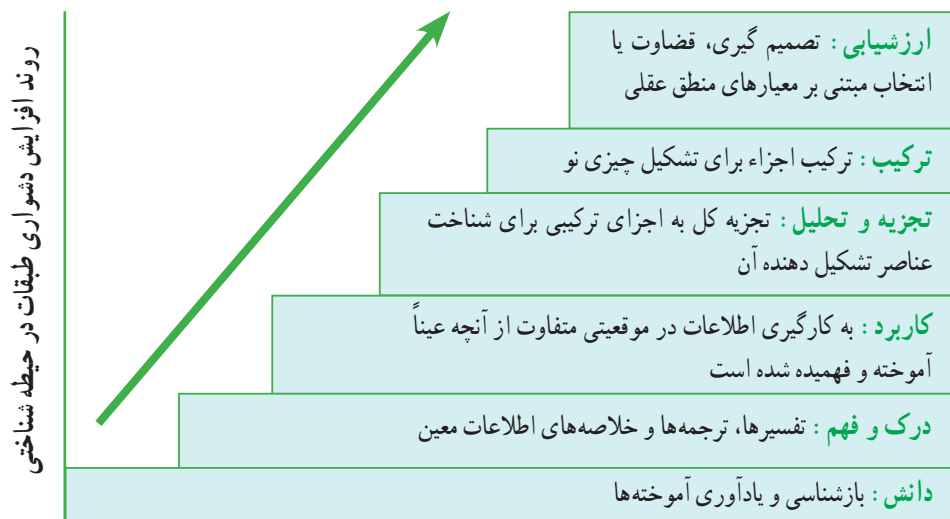 روند افزایش دشواری طبقات در حیطه شناختی
ارزشیابی : تصمیم گیری، قضاوت یا
انتخاب مبتنی بر معیارهای منطق عقلی
ترکیب : ترکیب اجزاء برای تشکیل چیزی نو
تجزیه و تحلیل : تجزیه کل به اجزای ترکیبی برای شناخت
عناصر تشکیل دهنده آن
کاربرد : به کارگیری اطلاعات در موقعیتی متفاوت از آنچه عیناً
آموخته و فهمیده شده است
درک و فهم : تفسیرها، ترجمه‌ها و خلاصه‌های اطلاعات معین
دانش : بازشناسی و یادآوری آموخته‌ها